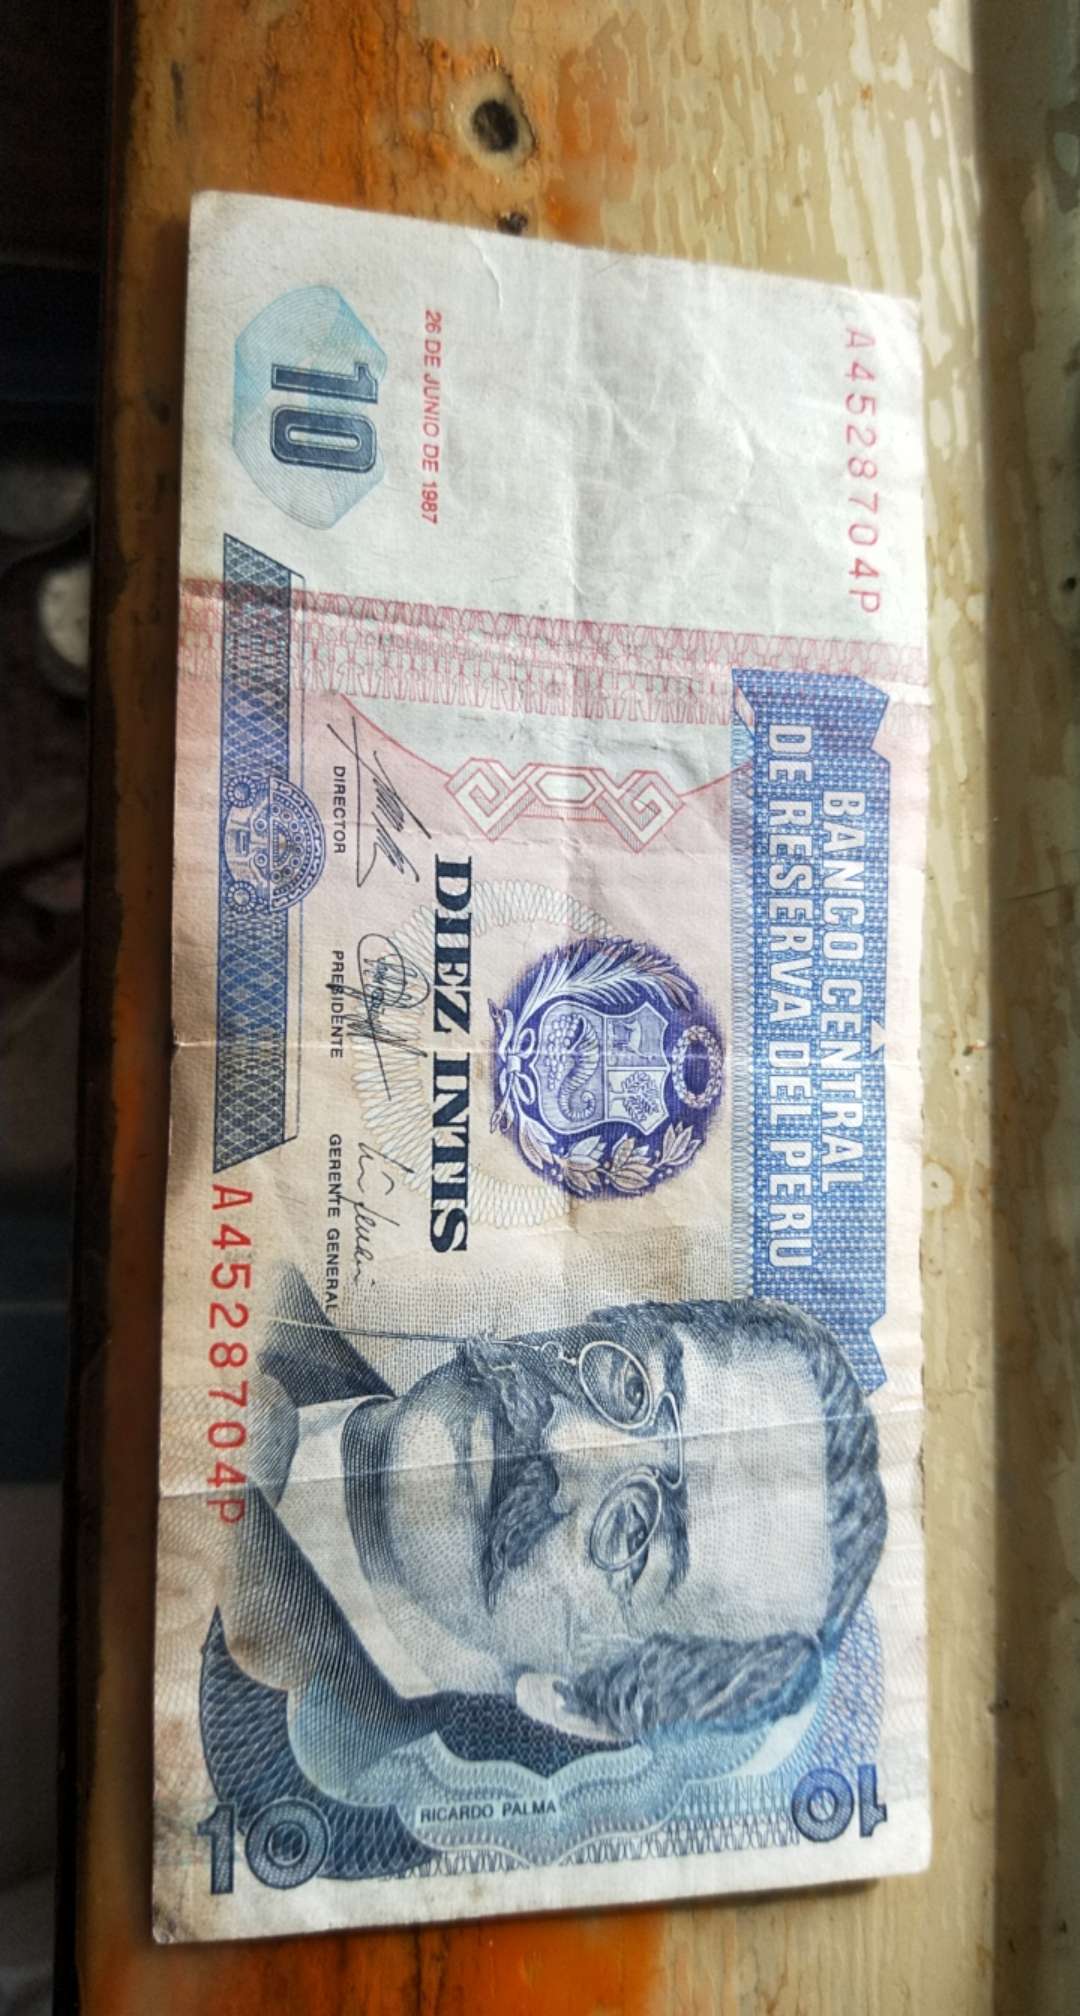 A4528704P
BANCO CENTRAL
DE RESERVA DEL PERU
10
26 DE JUNIO DE 1987
DIEZ INTIS
DIRECTOR
PRESIDENTE
GERENTE GENERAL
10
A4528704P
RICARDO PALMA
10